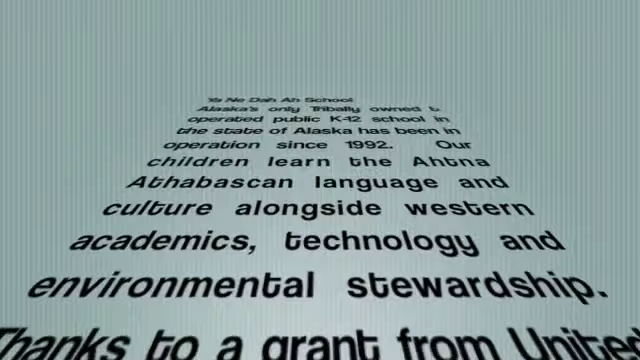 Ya Ne Dah Ah School
Alaska's only Tribally owned &
operated public K-12 school in
the state of Alaska has been in
operation since 1992. Our
children learn the Ahtna
Athabascan language and
culture alongside western
academics, technology and
environmental stewardship.
Thanks to a grant from United